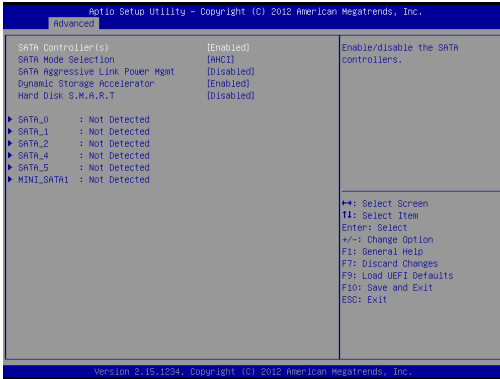 Aptio Setup Utility – Copyright (C) 2012 American Megatrends, Inc.
Advanced
SATA Controller(s) [Enabled]
SATA Mode Selection [AHCI]
SATA Aggressive Link Power Mgmt [Disabled]
Dynamic Storage Accelerator [Enabled]
Hard Disk S.M.A.R.T [Disabled]
SATA_0 : Not Detected
SATA_1 : Not Detected
SATA_2 : Not Detected
SATA_4 : Not Detected
SATA_5 : Not Detected
MINI_SATA1 : Not Detected
Enable/disable the SATA
controllers.
↔: Select Screen
↑↓: Select Item
Enter: Select
+/-: Change Option
F1: General Help
F7: Discard Changes
F9: Load UEFI Defaults
F10: Save and Exit
ESC: Exit
Version 2.15.1234. Copyright (C) 2012 American Megatrends, Inc.